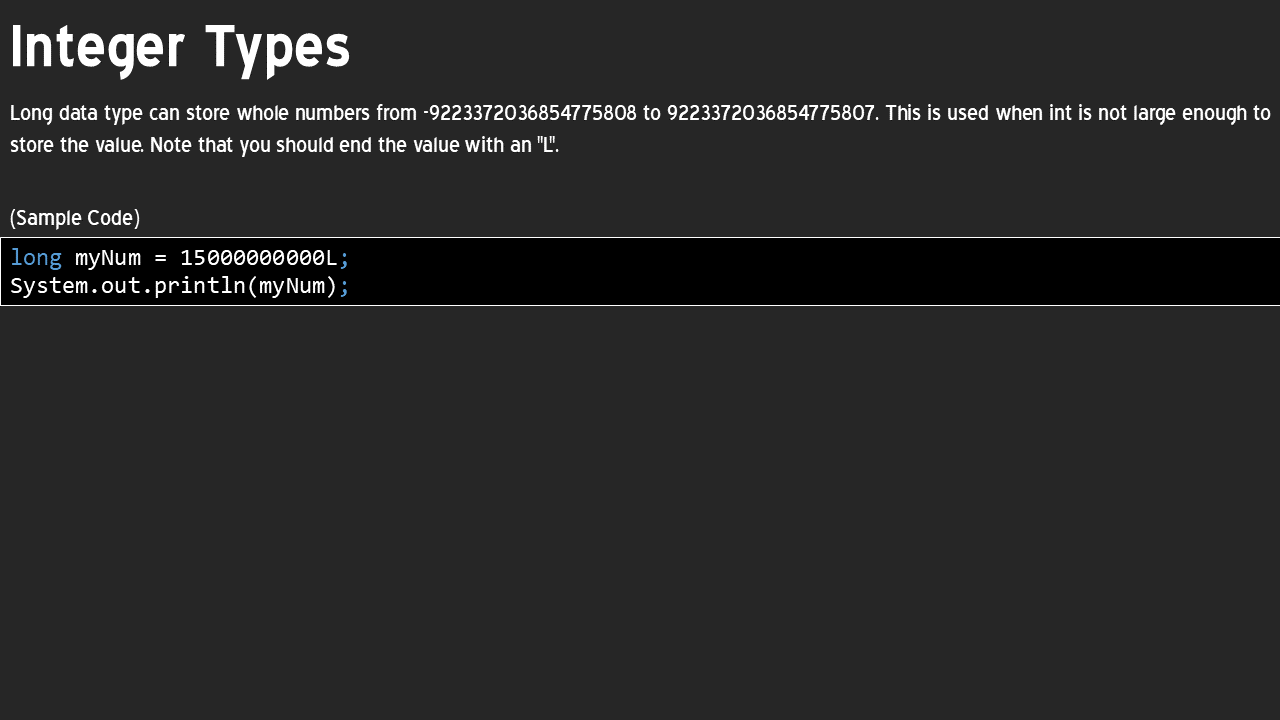 Integer Types
Long data type can store whole numbers from -9223372036854775808 to 9223372036854775807. This is used when int is not large enough to
store the value. Note that you should end the value with an "L".
(Sample Code)
long myNum = 15000000000L;
System.out.println(myNum);